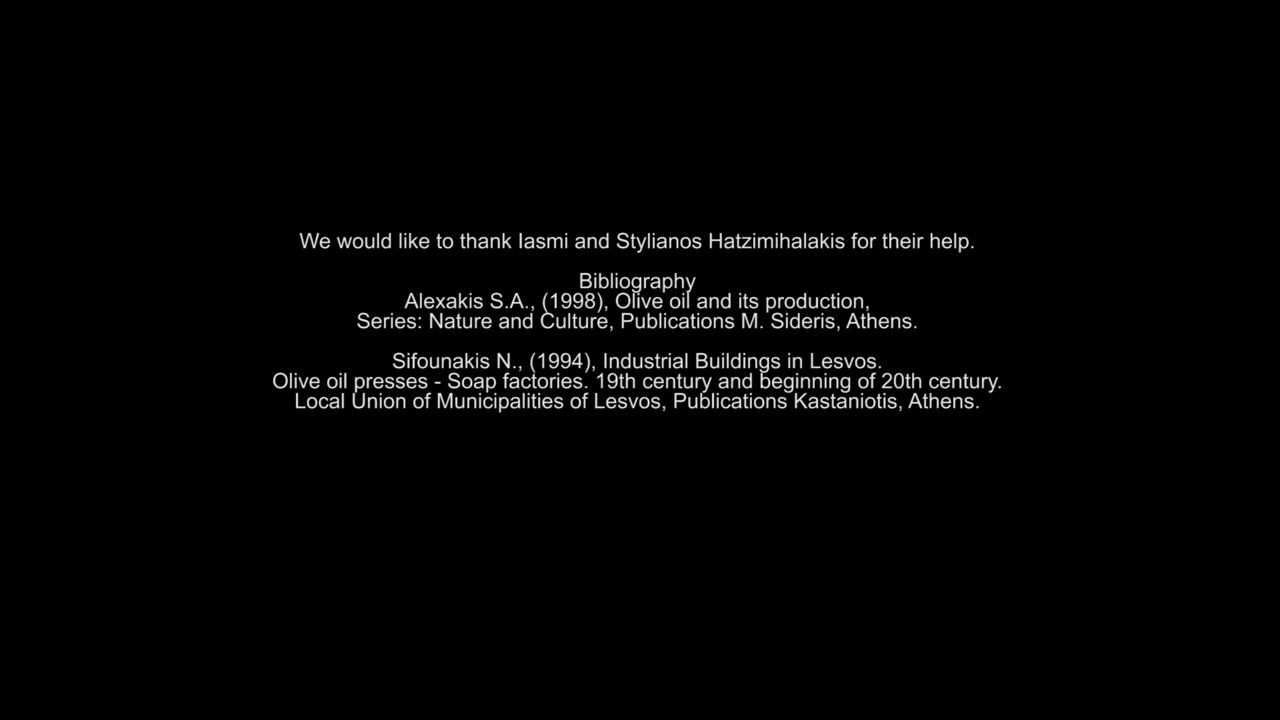 We would like to thank Iasmi and Stylianos Hatzimihalakis for their help.
Bibliography
Alexakis S.A., (1998), Olive oil and its production,
Series: Nature and Culture, Publications M. Sideris, Athens.
Sifounakis N., (1994), Industrial Buildings in Lesvos.
Olive oil presses - Soap factories. 19th century and beginning of 20th century.
Local Union of Municipalities of Lesvos, Publications Kastaniotis, Athens.